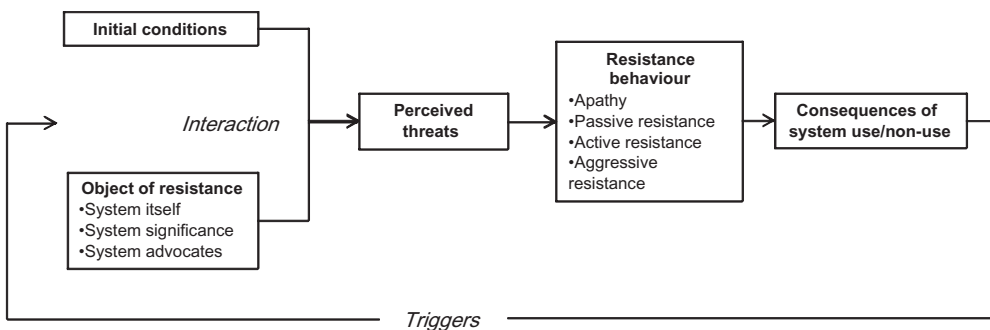 Initial conditions
Interaction
Object of resistance
•System itself
•System significance
•System advocates
Perceived
threats
Resistance
behaviour
•Apathy
•Passive resistance
•Active resistance
•Aggressive
resistance
Consequences of
system use/non-use
Triggers